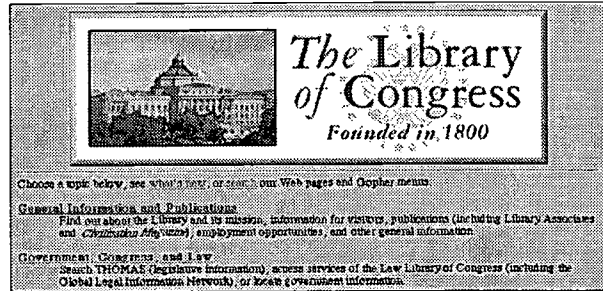 The Library
of Congress
Founded in 1800
Choose a topic below, see what's new, or search our Web pages and Gopher menus.
General Information and Publications
Find out about the Library and its mission, information for visitors, publications (including Library Associates
and Civilization Magazine), employment opportunities, and other general information.
Government, Congress, and Law
Search THOMAS (legislative information), access services of the Law Library of Congress (including the
Global Legal Information Network), or locate government information.